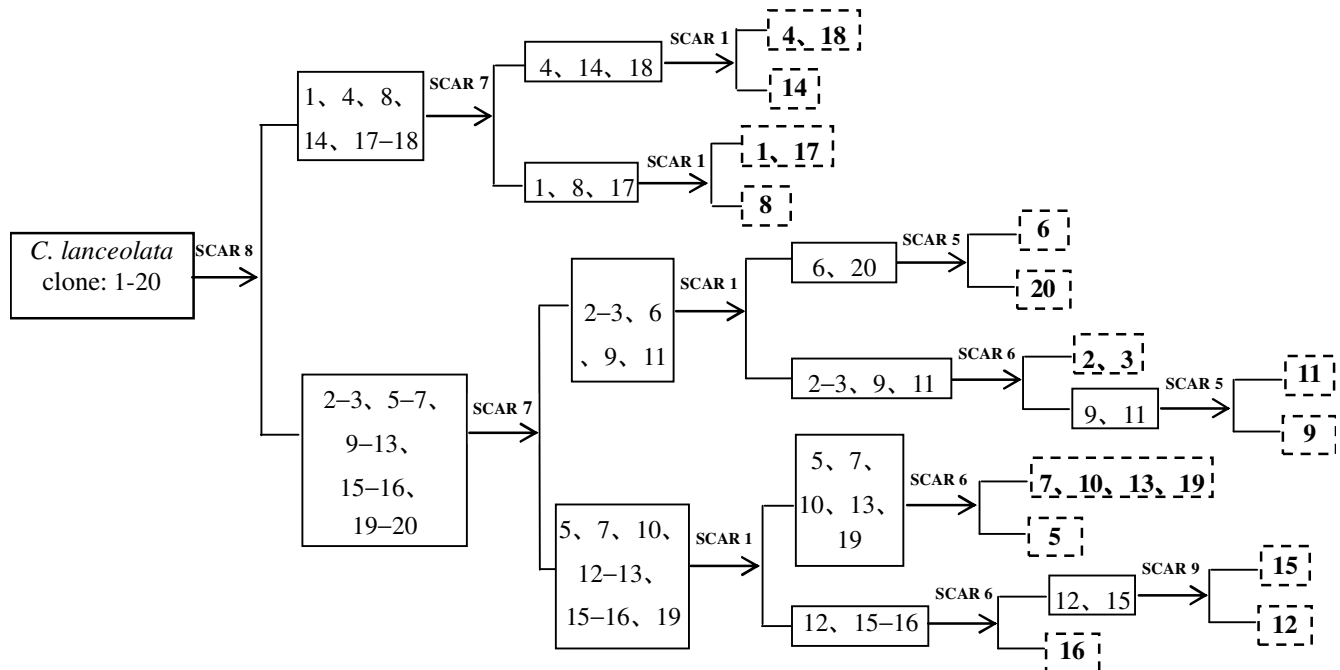 C. lanceolata
clone: 1-20
SCAR 8
1、4、8、
14、17–18
SCAR 7
4、14、18
SCAR 1
4、18
14
1、8、17
SCAR 1
1、17
8
2–3、5–7、
9–13、
15–16、
19–20
SCAR 7
2–3、6
、9、11
SCAR 1
6、20
SCAR 5
6
20
2–3、9、11
SCAR 6
2、3
9、11
SCAR 5
11
9
5、7、10、
12–13、
15–16、19
SCAR 1
5、7、
10、13、
19
SCAR 6
7、10、13、19
5
12、15–16
SCAR 6
12、15
SCAR 9
15
12
16